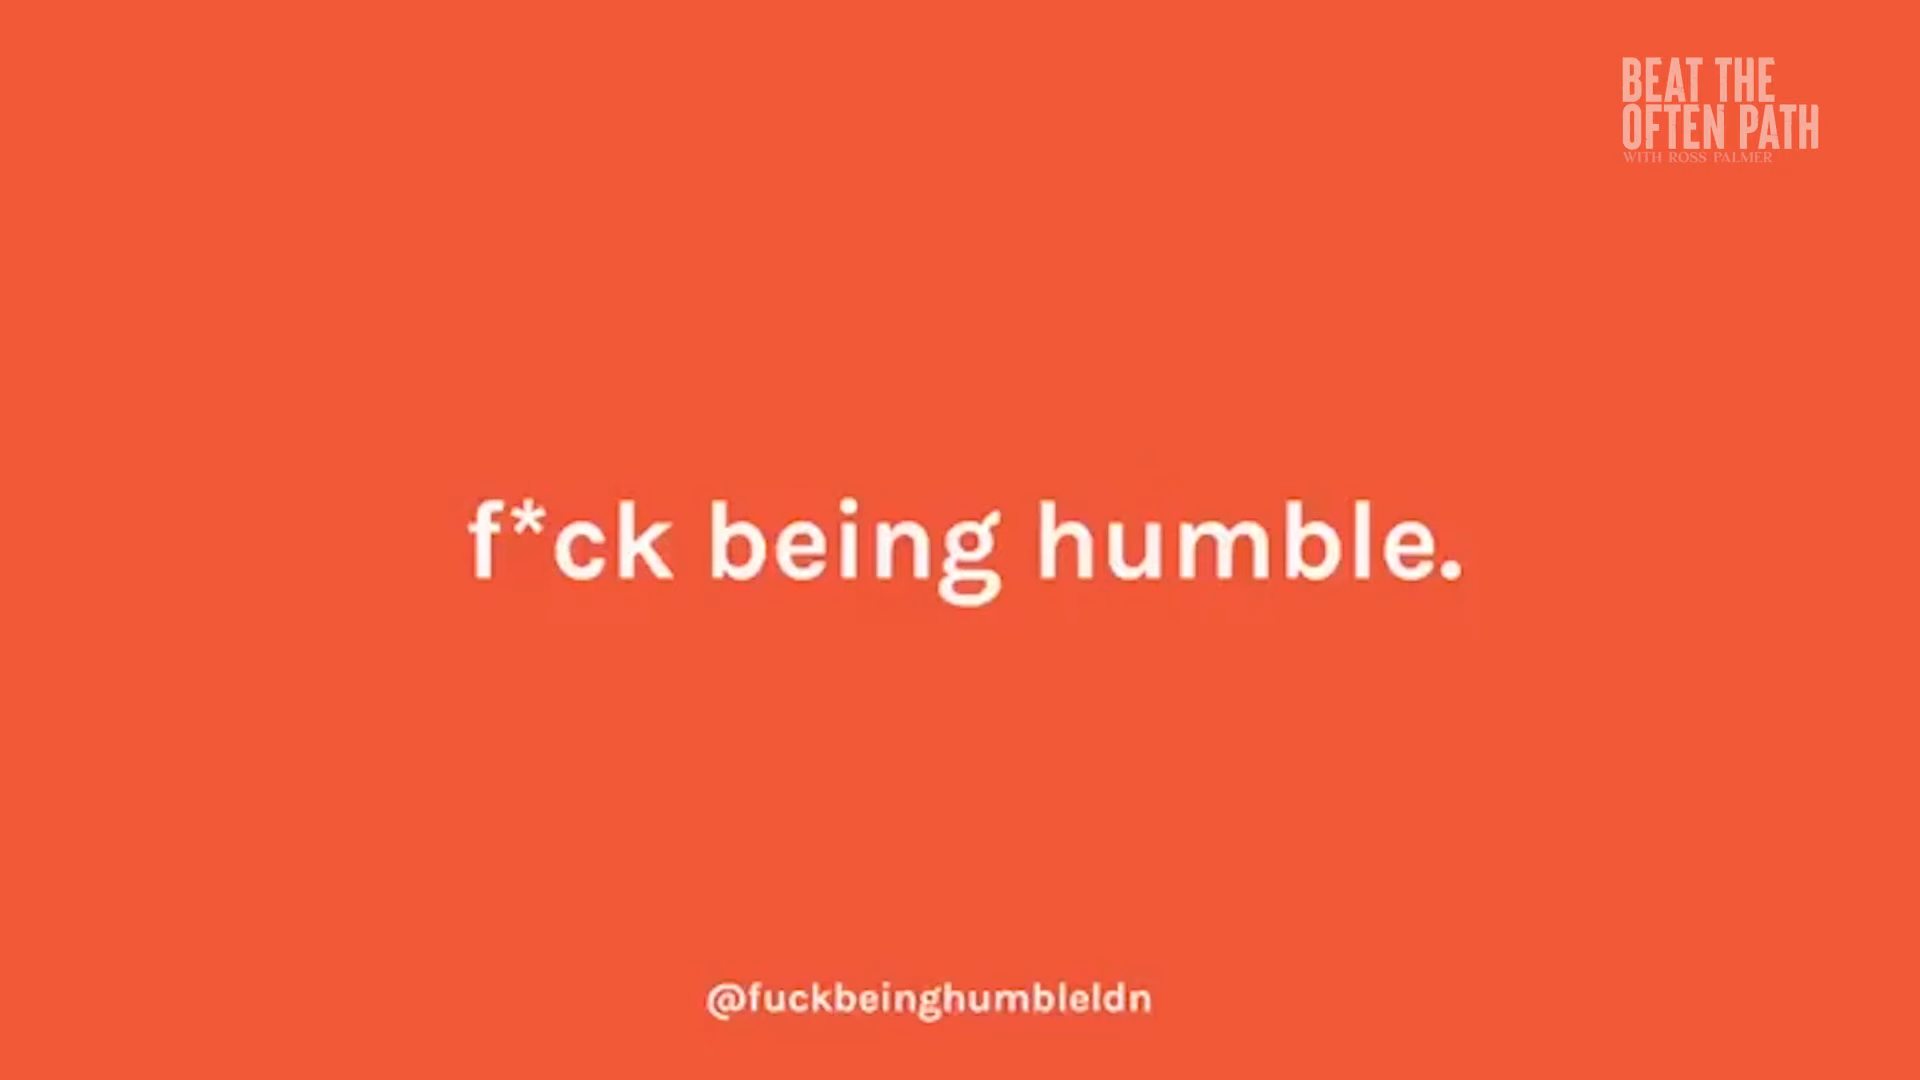 BEAT THE
OFTEN PATH
WITH ROSS PALMER
f*ck being humble.
@fuckbeinghumbleldn